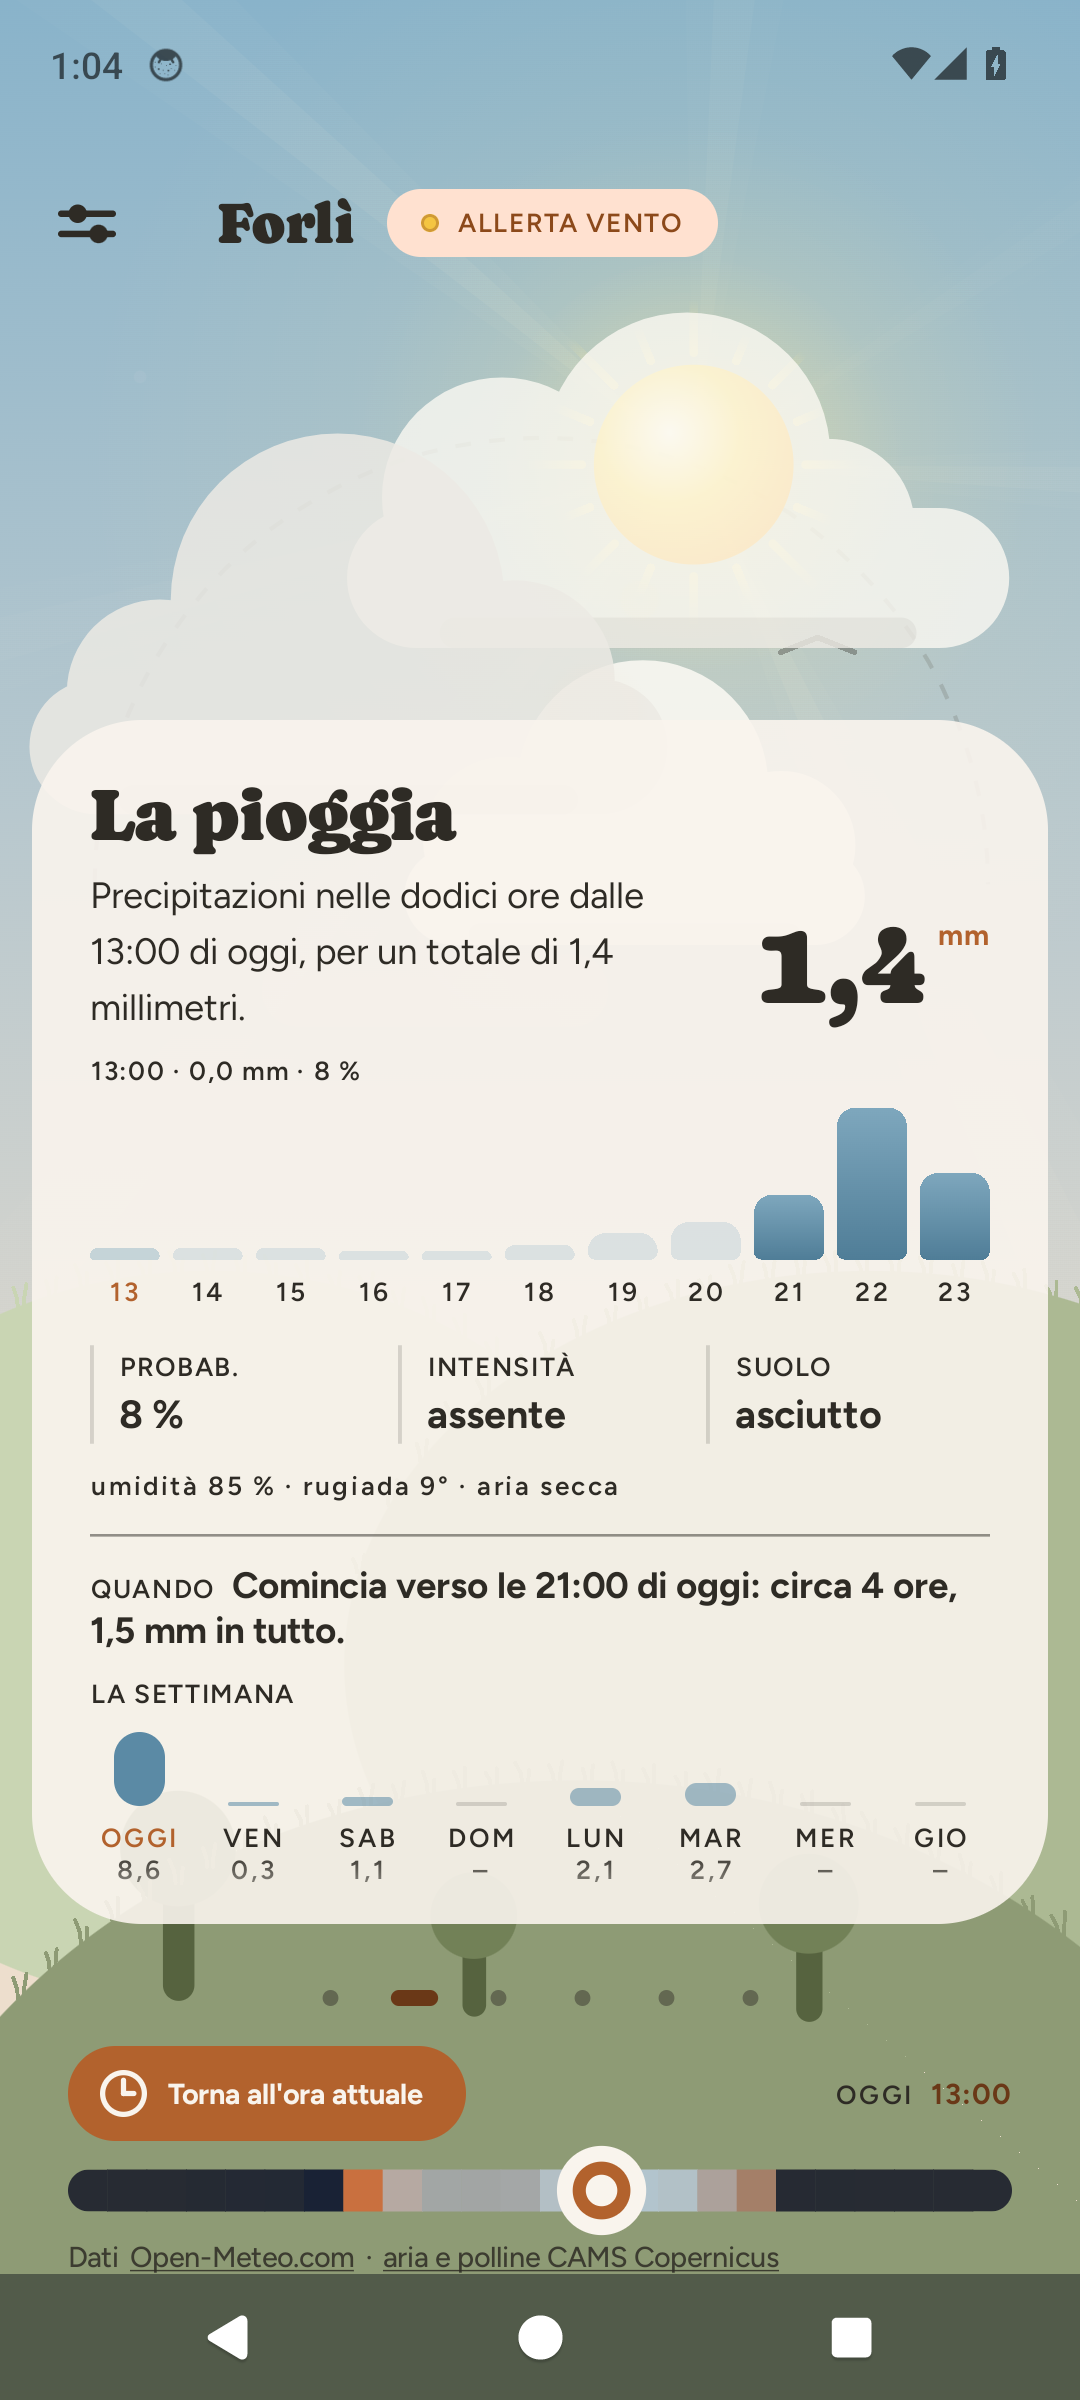 1:04
Forlì
ALLERTA VENTO
La pioggia
Precipitazioni nelle dodici ore dalle
13:00 di oggi, per un totale di 1,4
millimetri.
1,4 mm
13:00 · 0,0 mm · 8 %
13 14 15 16 17 18 19 20 21 22 23
PROBAB. INTENSITÀ SUOLO
8 % assente asciutto
umidità 85 % · rugiada 9° · aria secca
QUANDO Comincia verso le 21:00 di oggi: circa 4 ore,
1,5 mm in tutto.
LA SETTIMANA
OGGI VEN SAB DOM LUN MAR MER GIO
8,6 0,3 1,1 – 2,1 2,7 – –
Torna all'ora attuale
OGGI 13:00
Dati Open-Meteo.com · aria e polline CAMS Copernicus